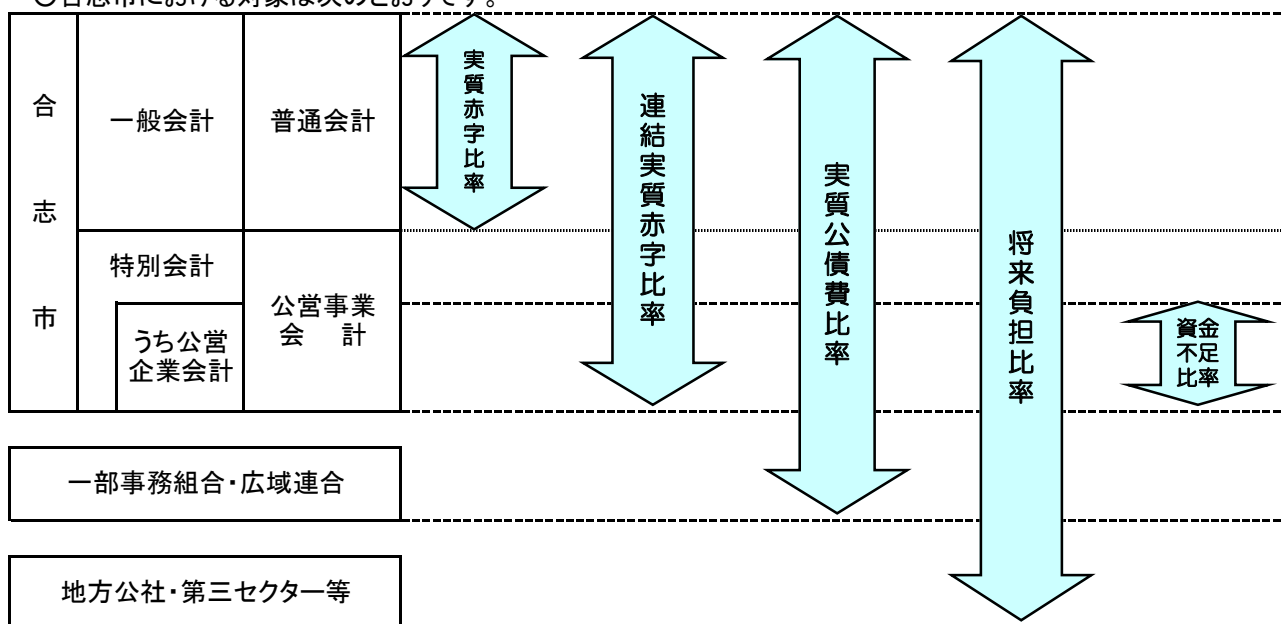 〇合志市における対象は次のとおりです。
合志市
一般会計
普通会計
特別会計
うち公営
企業会計
公営事業
会　計
実質赤字比率
連結実質赤字比率
実質公債費比率
将来負担比率
資金
不足
比率
一部事務組合・広域連合
地方公社・第三セクター等